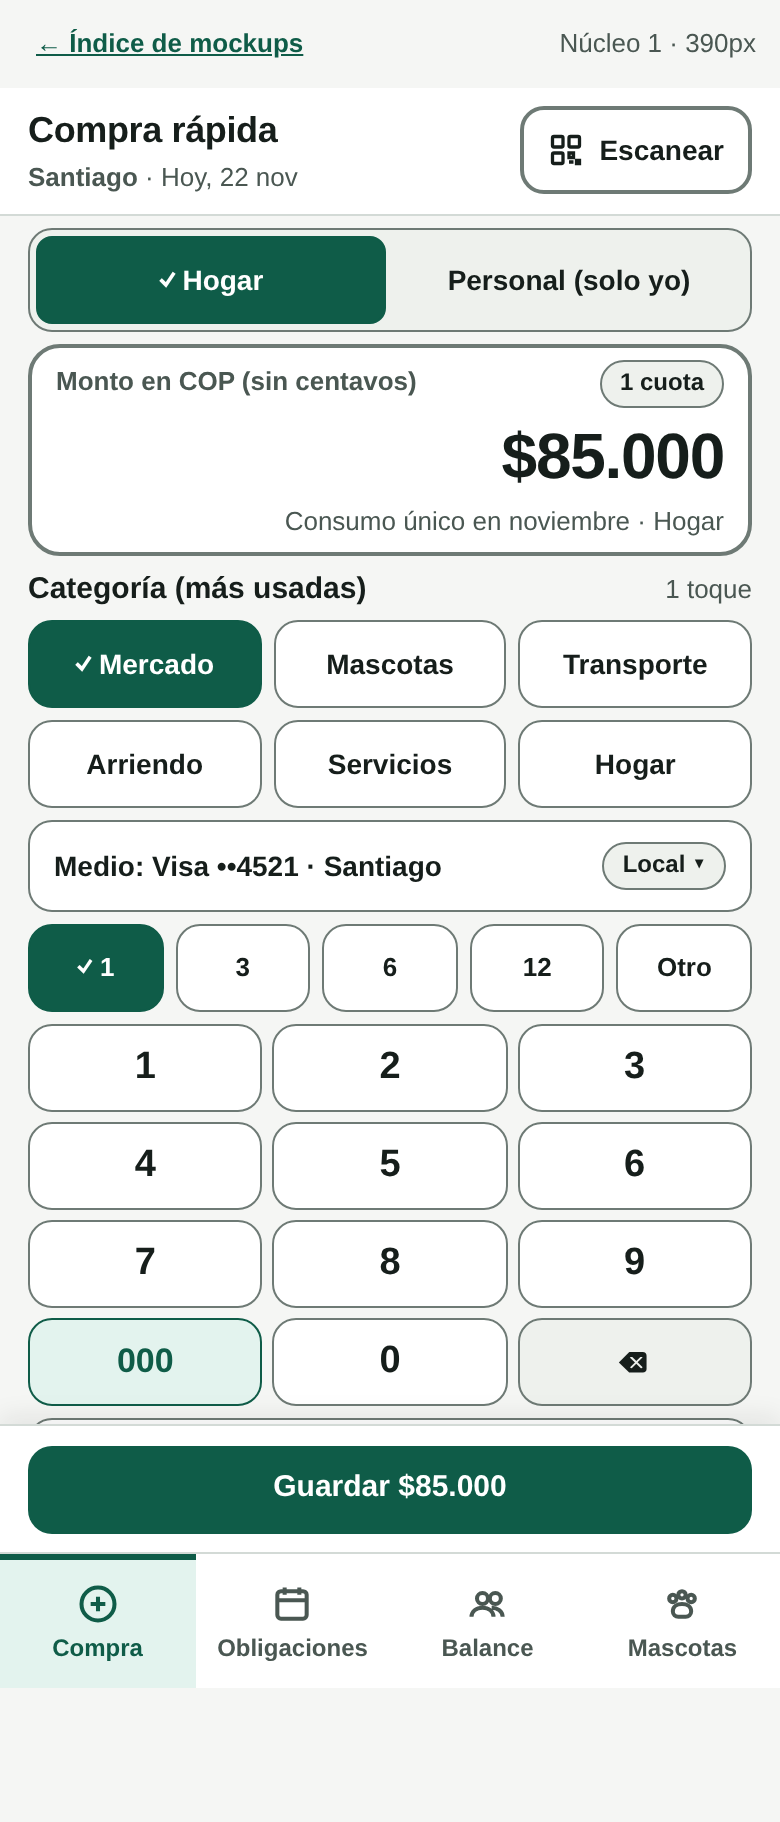 ← Índice de mockups
Núcleo 1 · 390px
Compra rápida
Santiago · Hoy, 22 nov
Escanear
✓ Hogar
Personal (solo yo)
Monto en COP (sin centavos)
1 cuota
$85.000
Consumo único en noviembre · Hogar
Categoría (más usadas)
1 toque
✓ Mercado
Mascotas
Transporte
Arriendo
Servicios
Hogar
Medio: Visa ••4521 · Santiago
Local ▼
✓ 1
3
6
12
Otro
1
2
3
4
5
6
7
8
9
000
0
Guardar $85.000
Compra
Obligaciones
Balance
Mascotas